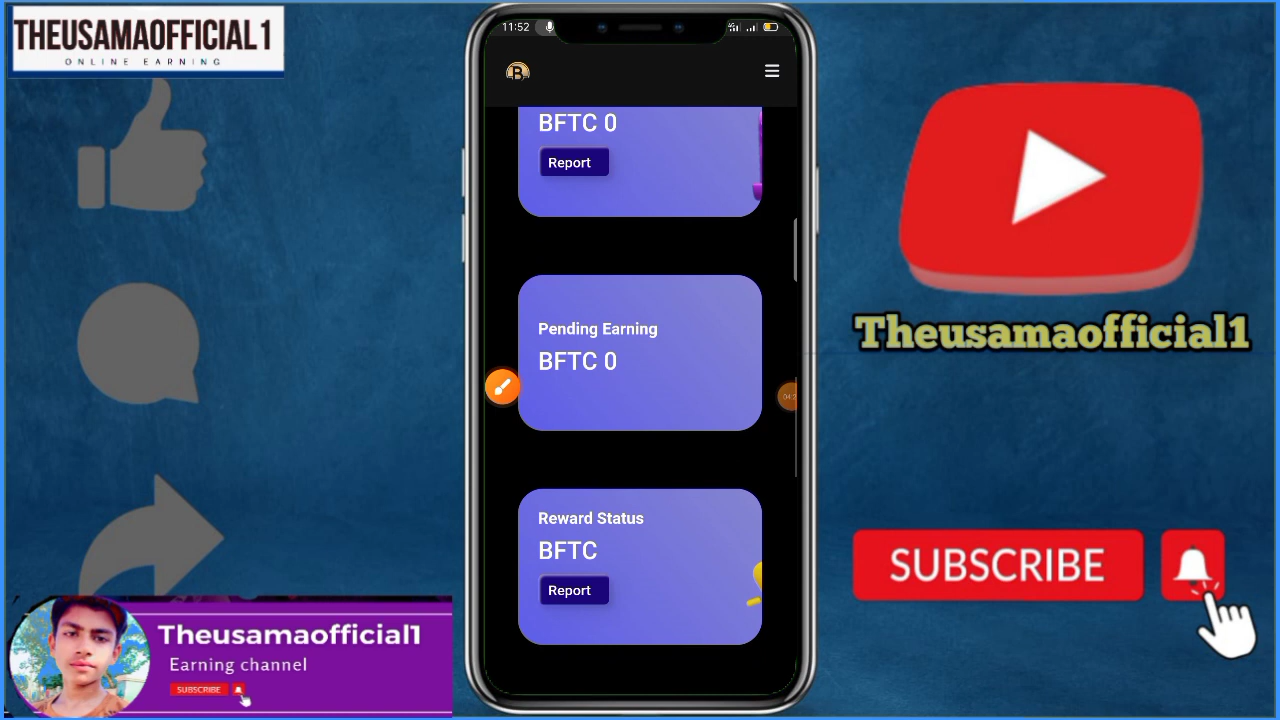 THEUSAMAOFFICIAL1
ONLINE EARNING
11:52
4G
B
BFTC 0
Report
Pending Earning
BFTC 0
Reward Status
BFTC
Report
Theusamaofficial1
SUBSCRIBE
Theusamaofficial1
Earning channel
SUBSCRIBE